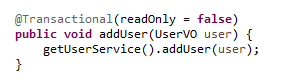 @Transactional(readOnly = false)
public void addUser(UserVO user) {
    getUserService().addUser(user);
}